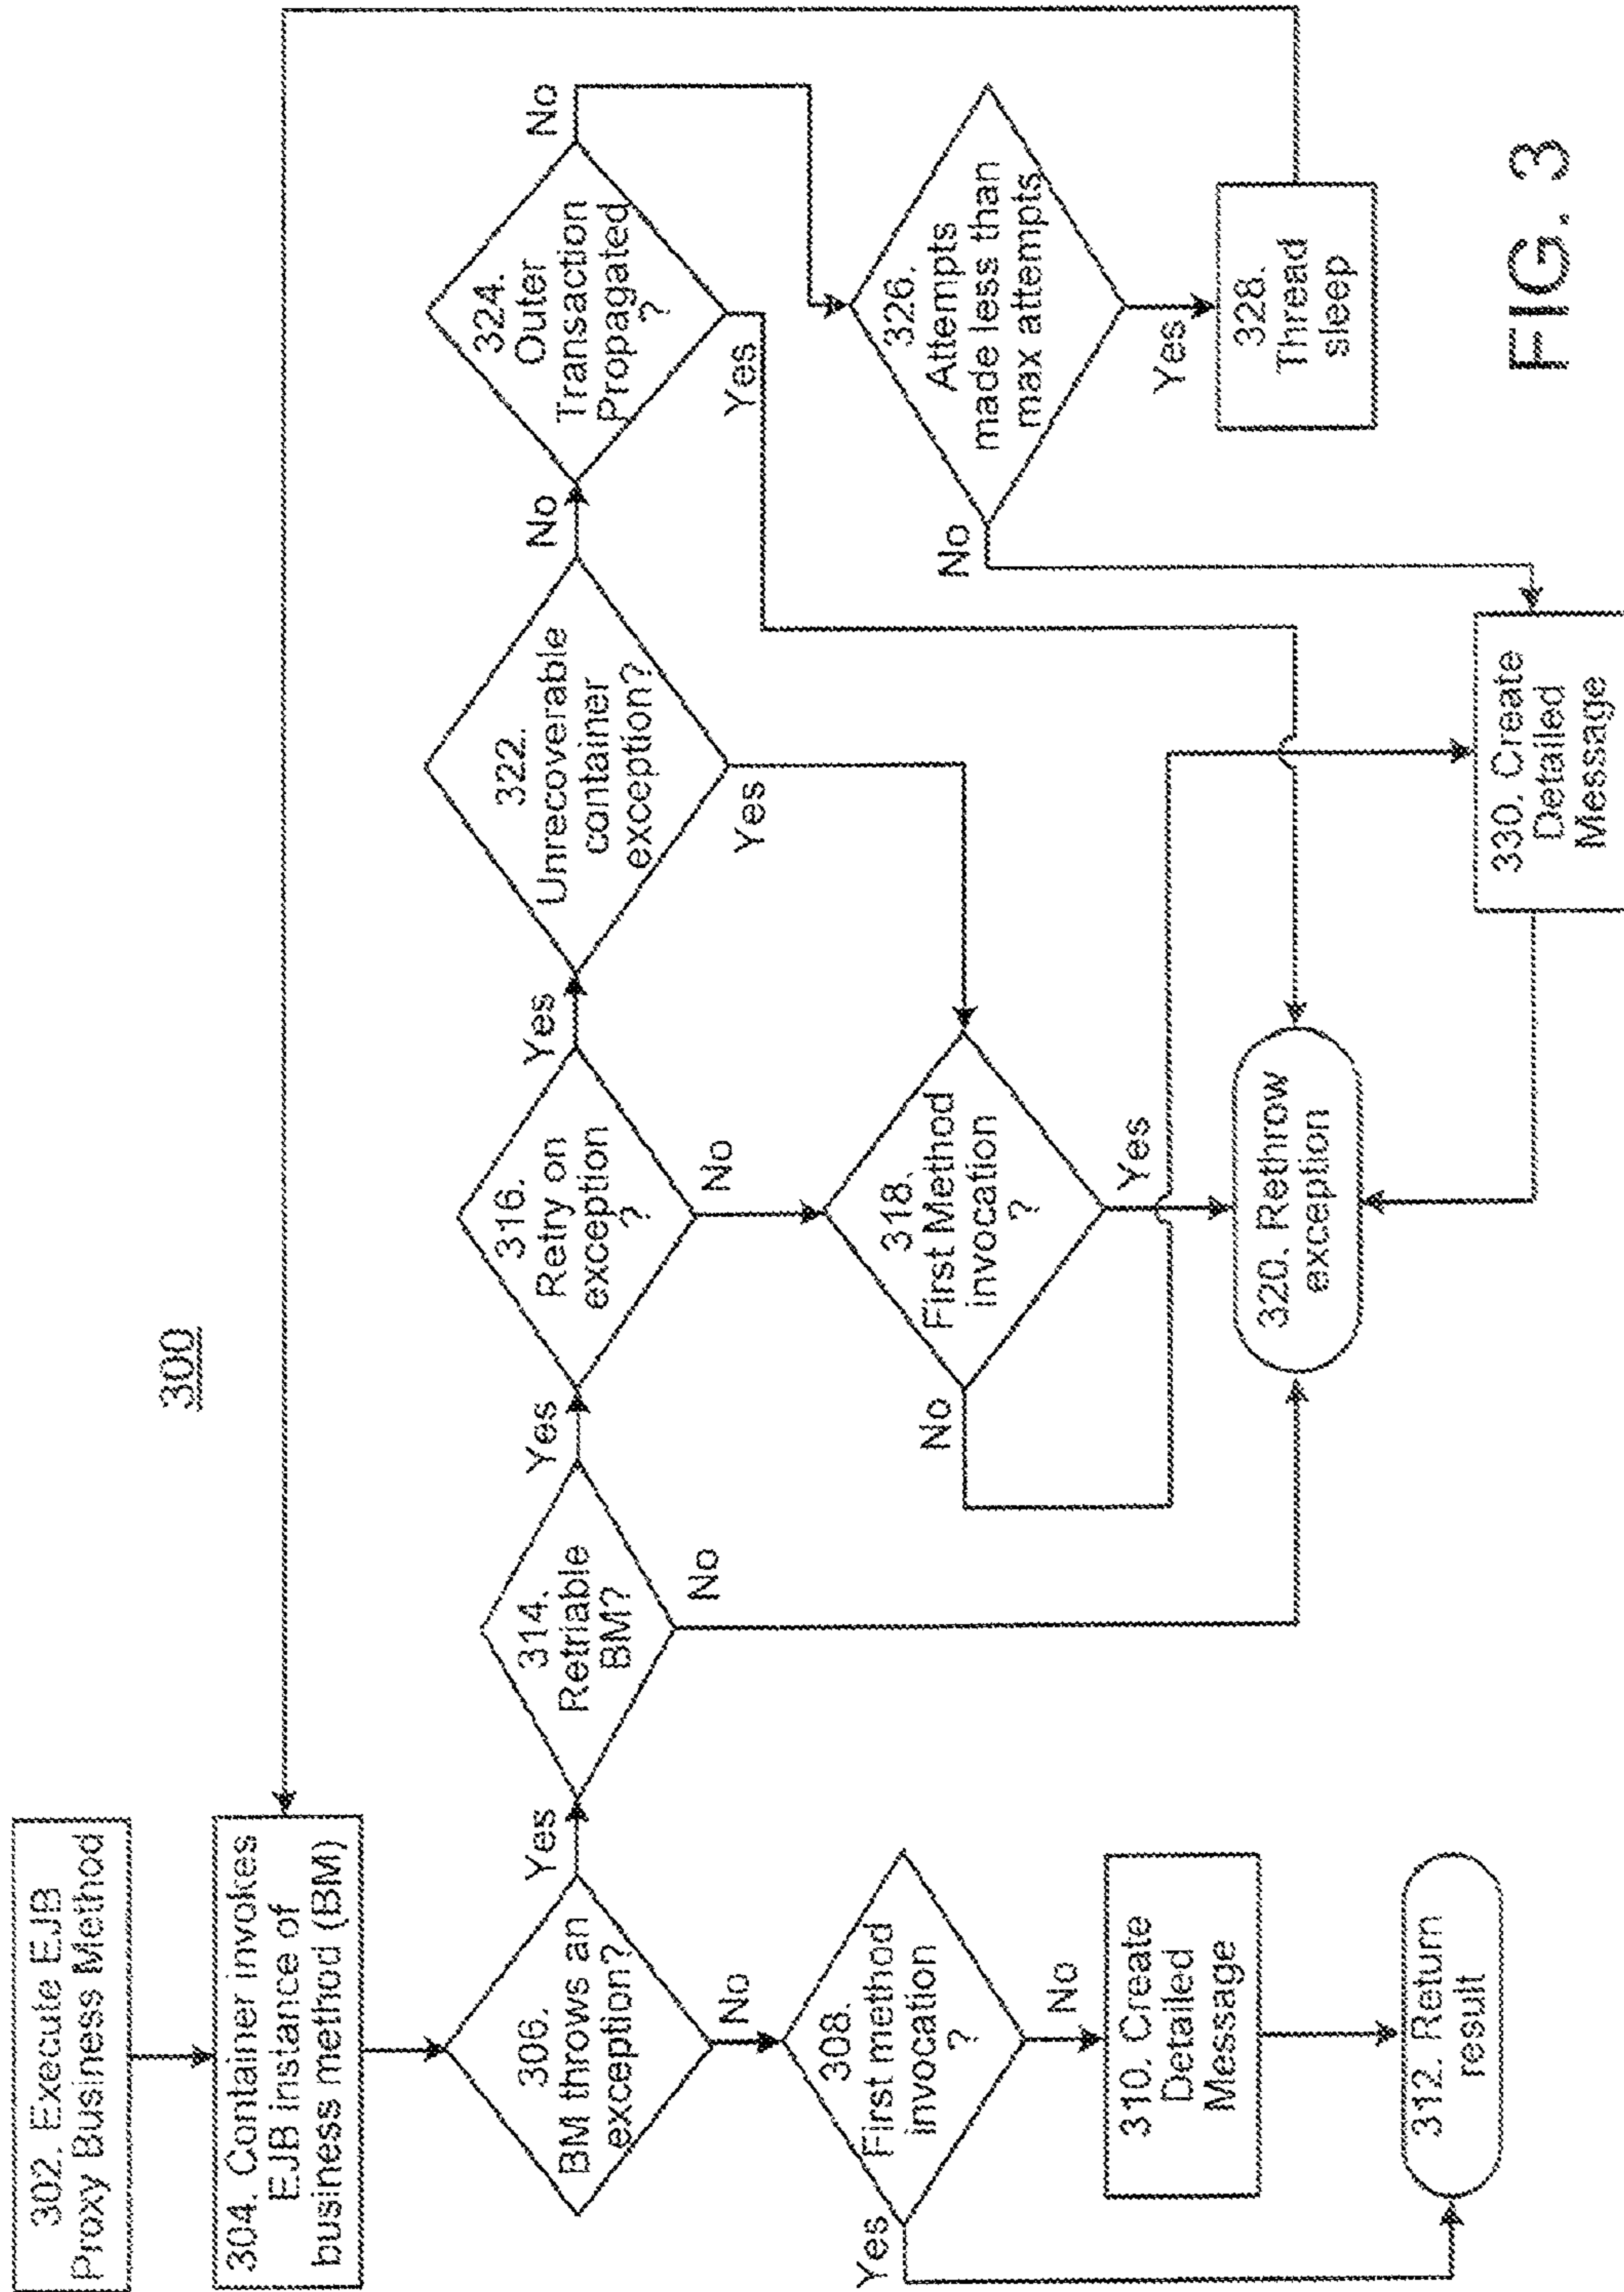 300
302. Execute EJB
Proxy Business Method
304. Container invokes
EJB instance of
business method (BM)
306.
BM throws an
exception?
Yes
No
308.
First method
invocation
?
Yes
No
310. Create
Detailed
Message
312. Return
result
314.
Retriable
BM?
Yes
No
316.
Retry on
exception
?
Yes
No
318.
First Method
invocation
?
No
Yes
320. Rethrow
exception
322.
Unrecoverable
container
exception?
No
Yes
324.
Outer
Transaction
Propagated
?
No
Yes
326.
Attempts
made less than
max attempts
No
Yes
328.
Thread
sleep
330. Create
Detailed
Message
FIG. 3